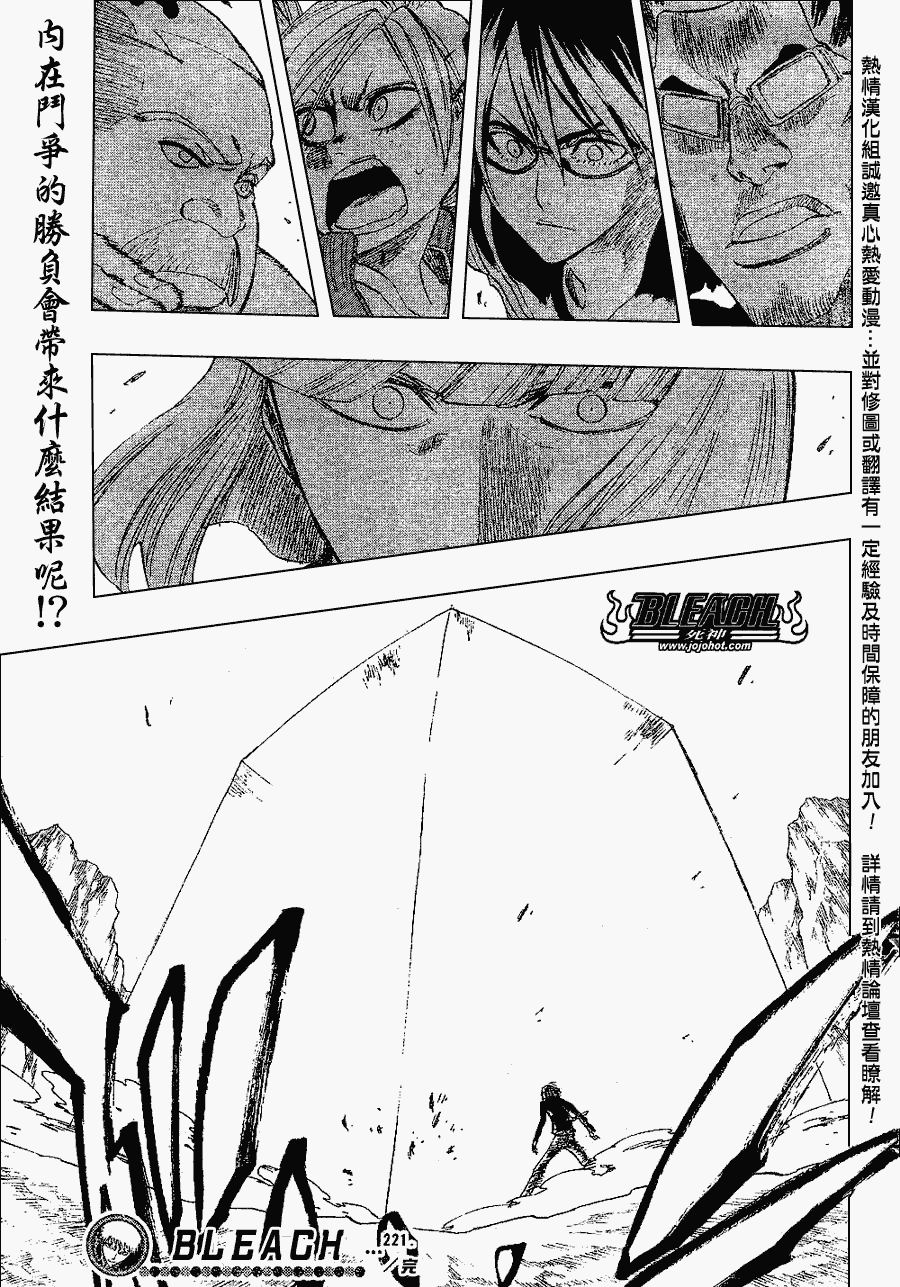 熱情漢化組誠邀真心熱愛動漫…並對修圖或翻譯有一定經驗及時間保障的朋友加入! 詳情請到熱情論壇查看瞭解!
內在鬥爭的勝負會帶來什麼結果呢!?
BLEACH
死神
www.jojohot.com
BLEACH ...221.完